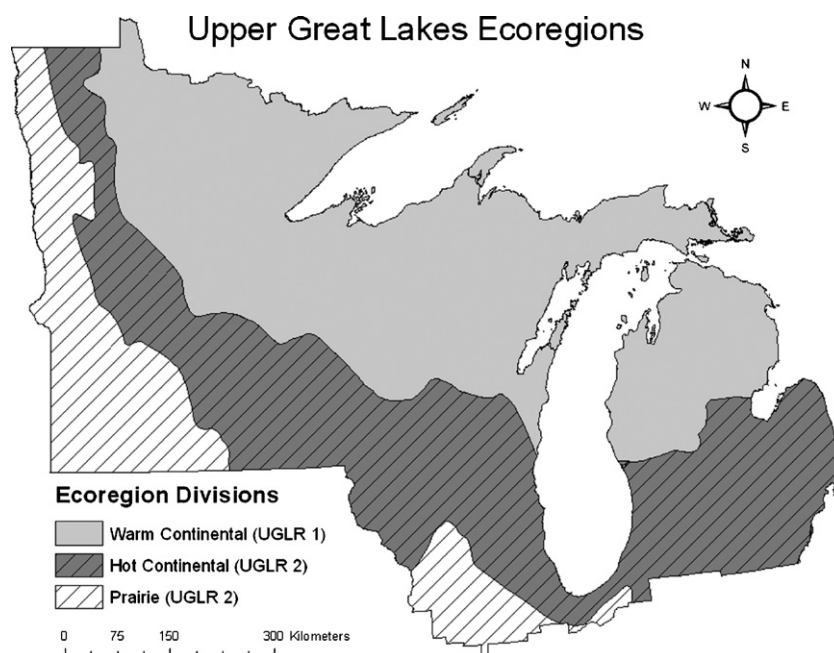 Upper Great Lakes Ecoregions
N
W E
S
Ecoregion Divisions
Warm Continental (UGLR 1)
Hot Continental (UGLR 2)
Prairie (UGLR 2)
0 75 150 300 Kilometers